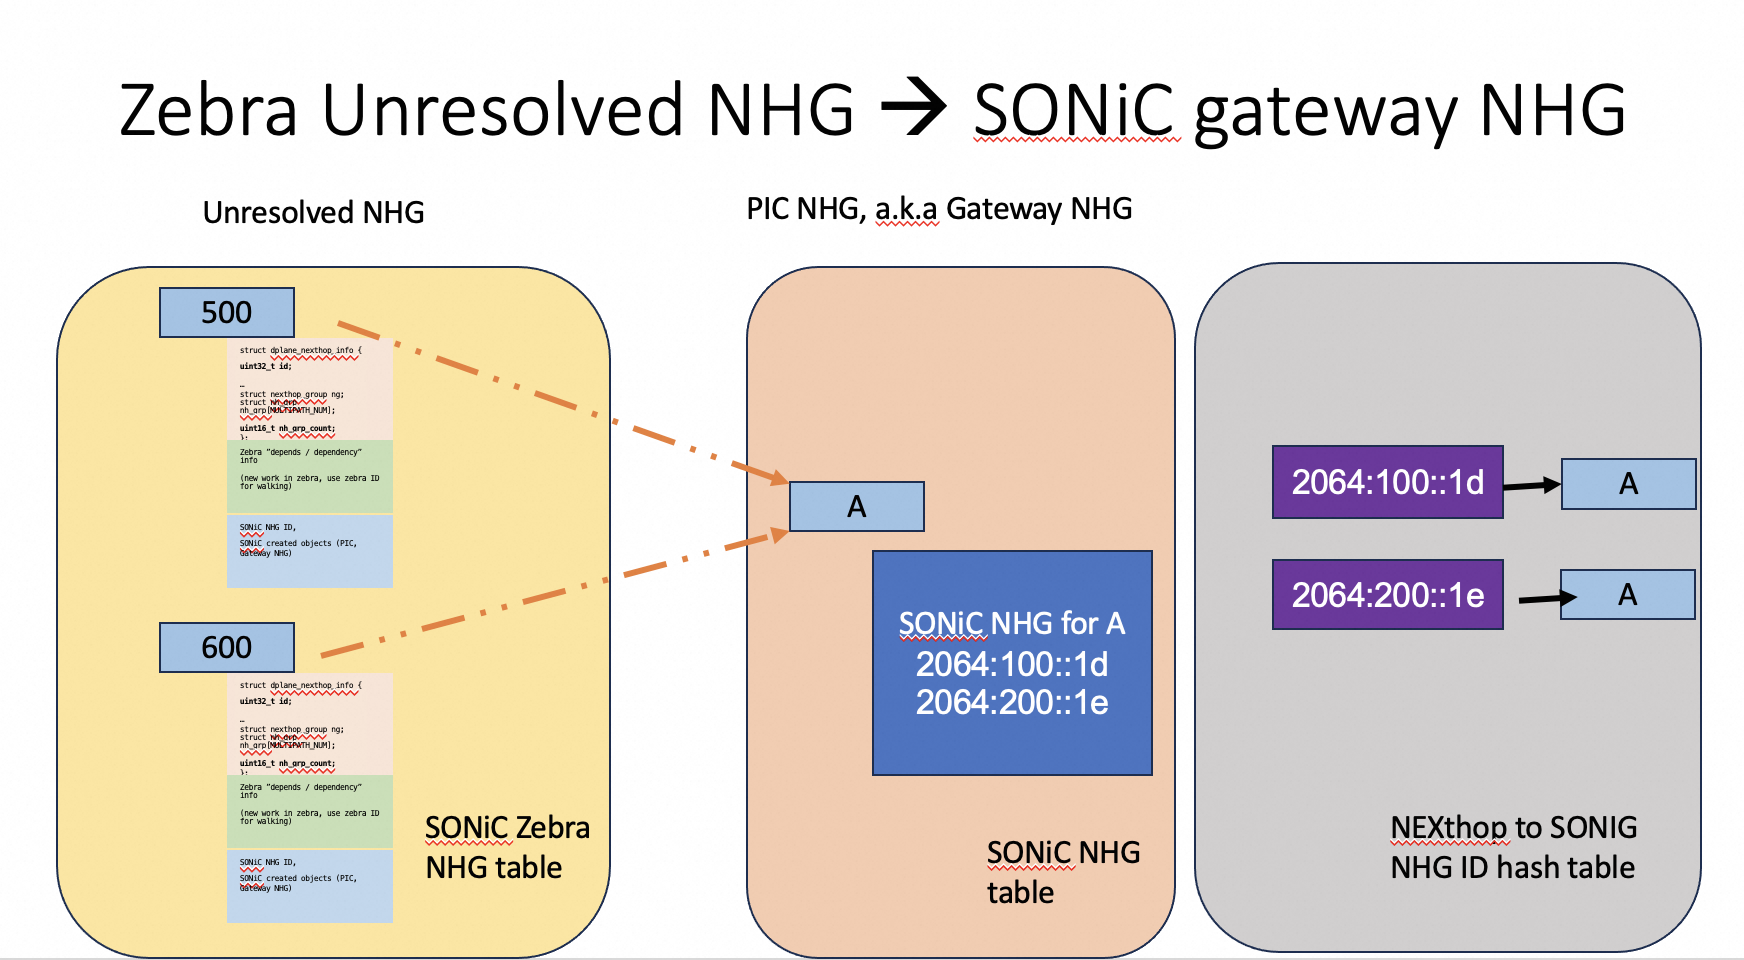 Zebra Unresolved NHG → SONiC gateway NHG
Unresolved NHG
PIC NHG, a.k.a Gateway NHG
500
struct dplane_nexthop_info {
uint32_t id;
…
struct nexthop_group ng;
struct nh_grp
nh_grp[MULTIPATH_NUM];
uint16_t nh_grp_count;
};
Zebra “depends / dependency”
info
(new work in zebra, use zebra ID
for walking)
SONiC NHG ID,
SONiC created objects (PIC,
Gateway NHG)
600
struct dplane_nexthop_info {
uint32_t id;
…
struct nexthop_group ng;
struct nh_grp
nh_grp[MULTIPATH_NUM];
uint16_t nh_grp_count;
};
Zebra “depends / dependency”
info
(new work in zebra, use zebra ID
for walking)
SONiC NHG ID,
SONiC created objects (PIC,
Gateway NHG)
SONiC Zebra
NHG table
A
SONiC NHG for A
2064:100::1d
2064:200::1e
SONiC NHG
table
2064:100::1d
A
2064:200::1e
A
NEXthop to SONIG
NHG ID hash table